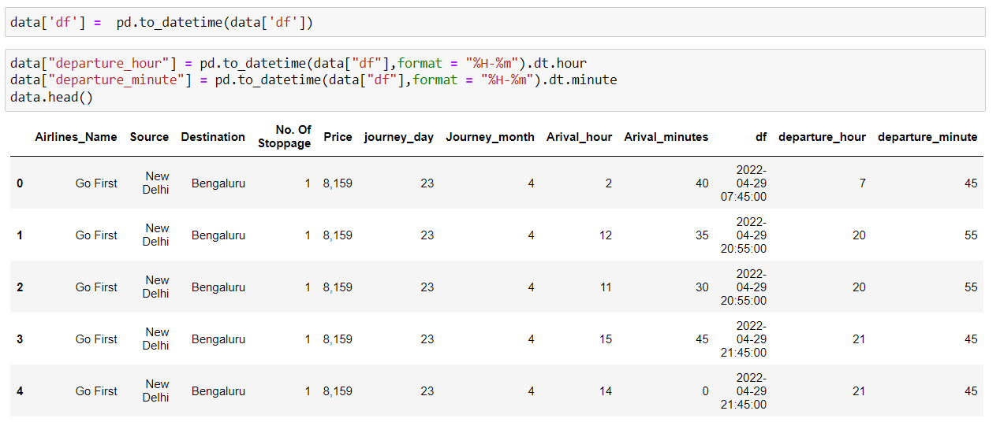 data['df'] =  pd.to_datetime(data['df'])
data["departure_hour"] = pd.to_datetime(data["df"],format = "%H-%m").dt.hour
data["departure_minute"] = pd.to_datetime(data["df"],format = "%H-%m").dt.minute
data.head()
Airlines_Name Source Destination No. Of Stoppage Price journey_day Journey_month Arival_hour Arival_minutes df departure_hour departure_minute
0 Go First New Delhi Bengaluru 1 8,159 23 4 2 40 2022-04-29 07:45:00 7 45
1 Go First New Delhi Bengaluru 1 8,159 23 4 12 35 2022-04-29 20:55:00 20 55
2 Go First New Delhi Bengaluru 1 8,159 23 4 11 30 2022-04-29 20:55:00 20 55
3 Go First New Delhi Bengaluru 1 8,159 23 4 15 45 2022-04-29 21:45:00 21 45
4 Go First New Delhi Bengaluru 1 8,159 23 4 14 0 2022-04-29 21:45:00 21 45